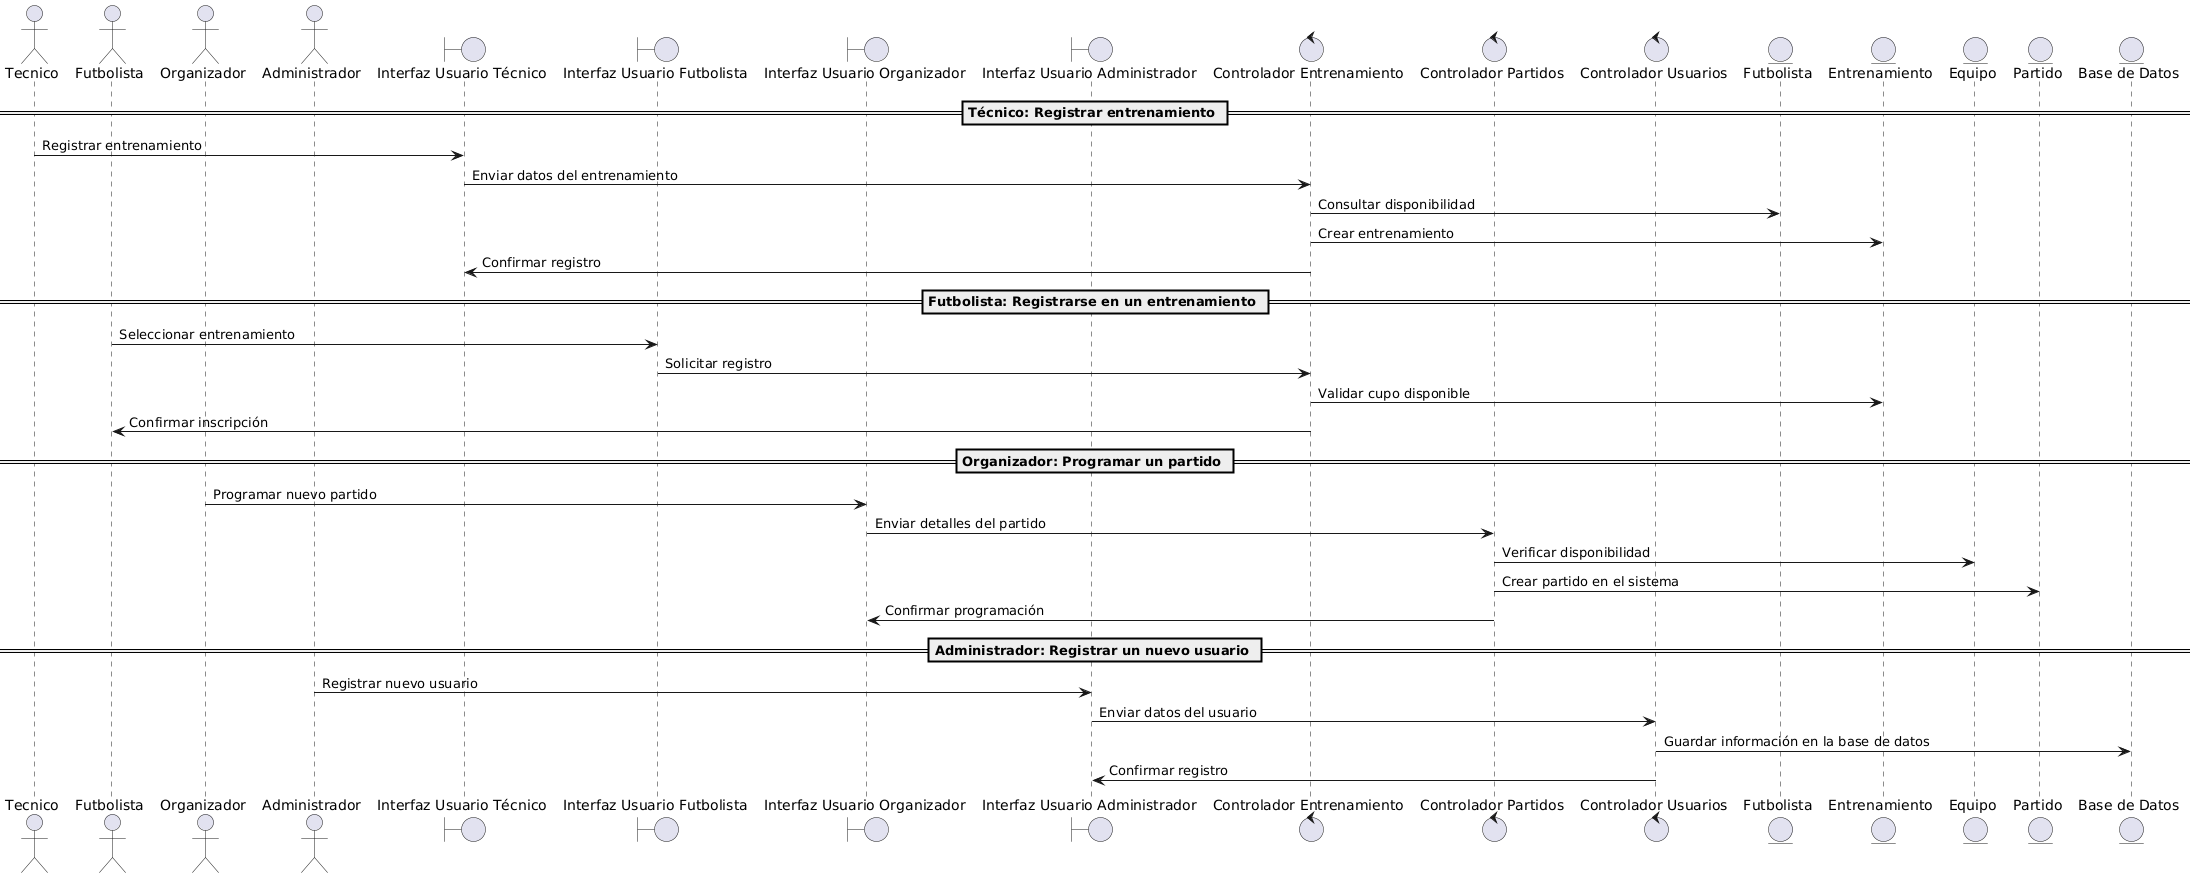 Tecnico Futbolista Organizador Administrador Interfaz Usuario Técnico Interfaz Usuario Futbolista Interfaz Usuario Organizador Interfaz Usuario Administrador Controlador Entrenamiento Controlador Partidos Controlador Usuarios Futbolista Entrenamiento Equipo Partido Base de Datos
Técnico: Registrar entrenamiento
Registrar entrenamiento
Enviar datos del entrenamiento
Consultar disponibilidad
Crear entrenamiento
Confirmar registro
Futbolista: Registrarse en un entrenamiento
Seleccionar entrenamiento
Solicitar registro
Validar cupo disponible
Confirmar inscripción
Organizador: Programar un partido
Programar nuevo partido
Enviar detalles del partido
Verificar disponibilidad
Crear partido en el sistema
Confirmar programación
Administrador: Registrar un nuevo usuario
Registrar nuevo usuario
Enviar datos del usuario
Guardar información en la base de datos
Confirmar registro
Tecnico Futbolista Organizador Administrador Interfaz Usuario Técnico Interfaz Usuario Futbolista Interfaz Usuario Organizador Interfaz Usuario Administrador Controlador Entrenamiento Controlador Partidos Controlador Usuarios Futbolista Entrenamiento Equipo Partido Base de Datos